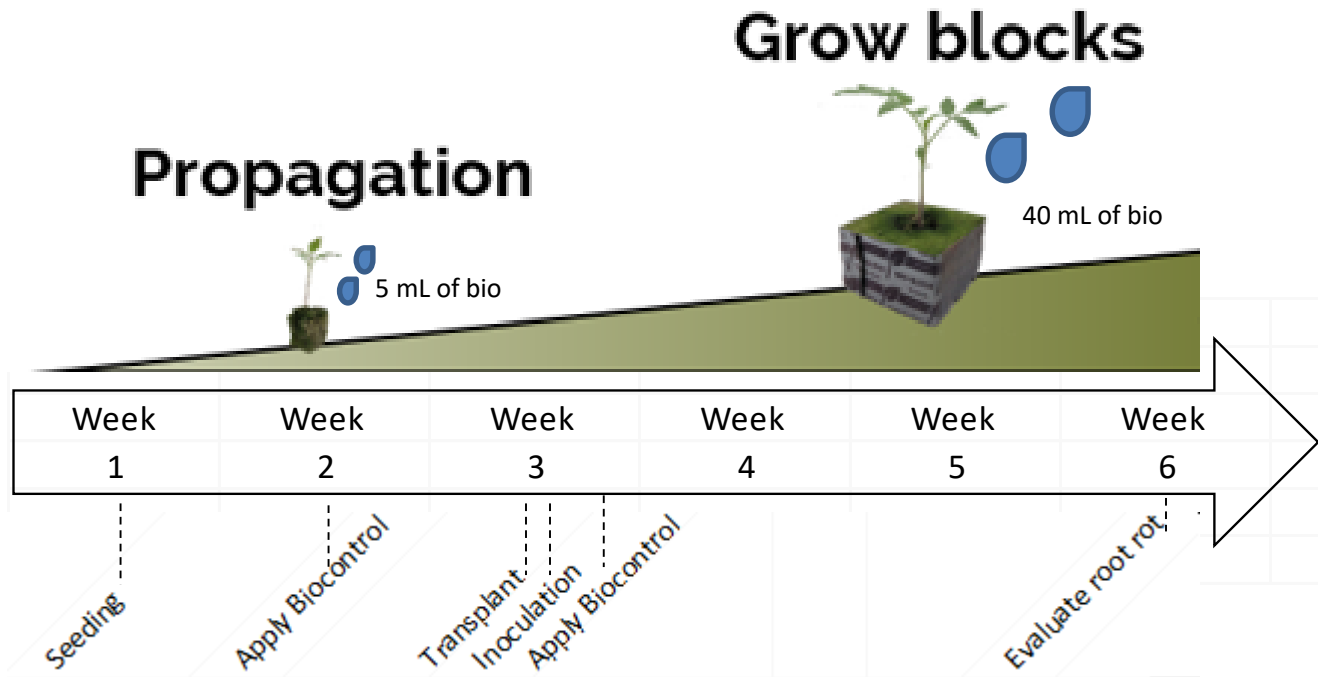 Grow blocks
Propagation
40 mL of bio
5 mL of bio
Week Week Week Week Week Week
1 2 3 4 5 6
Seeding
Apply Biocontrol
Transplant
Inoculation
Apply Biocontrol
Evaluate root rot